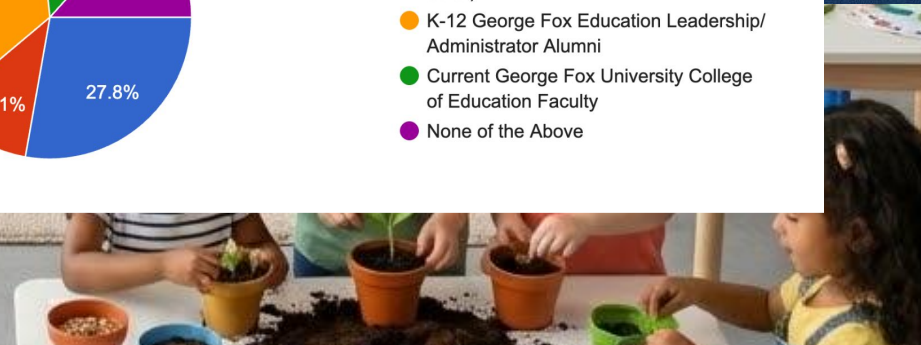 K-12 George Fox Education Leadership/
Administrator Alumni
Current George Fox University College
of Education Faculty
None of the Above
27.8%
1%